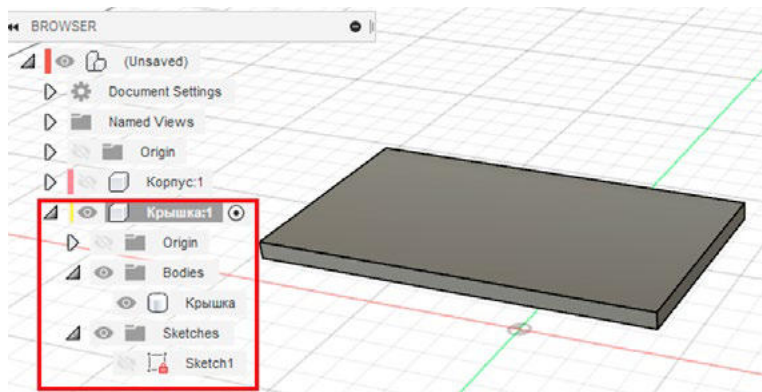 BROWSER
(Unsaved)
Document Settings
Named Views
Origin
Корпус:1
Крышка:1
Origin
Bodies
Крышка
Sketches
Sketch1